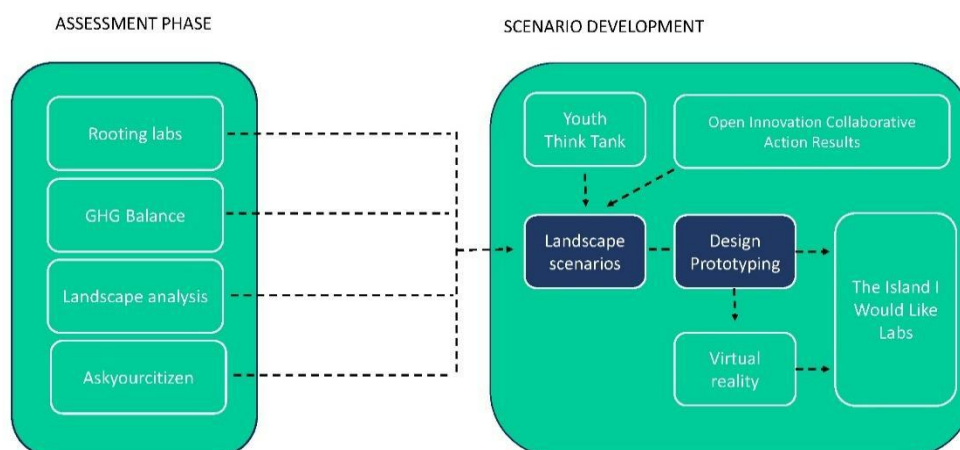 ASSESSMENT PHASE
Rooting labs
GHG Balance
Landscape analysis
Askyourcitizen
SCENARIO DEVELOPMENT
Youth
Think Tank
Open Innovation Collaborative
Action Results
Landscape
scenarios
Design
Prototyping
Virtual
reality
The Island I
Would Like
Labs